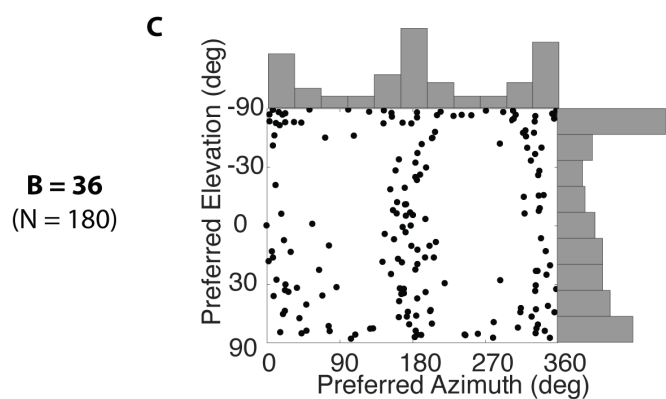 C
B = 36
(N = 180)
Preferred Elevation (deg)
-90
-30
0
30
90
0 90 180 270 360
Preferred Azimuth (deg)